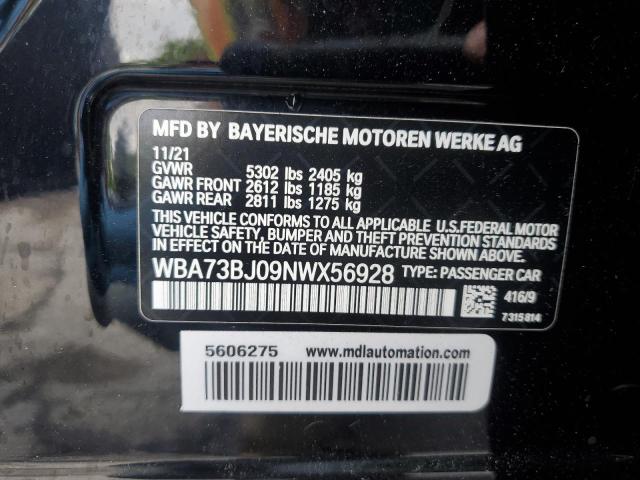 MFD BY BAYERISCHE MOTOREN WERKE AG
11/21
GVWR 5302 lbs 2405 kg
GAWR FRONT 2612 lbs 1185 kg
GAWR REAR 2811 lbs 1275 kg
THIS VEHICLE CONFORMS TO ALL APPLICABLE U.S.FEDERAL MOTOR
VEHICLE SAFETY, BUMPER AND THEFT PREVENTION STANDARDS
IN EFFECT ON THE DATE OF MANUFACTURE SHOWN ABOVE.
WBA73BJ09NWX56928 TYPE: PASSENGER CAR
416/9
7315814
5606275 www.mdlautomation.com